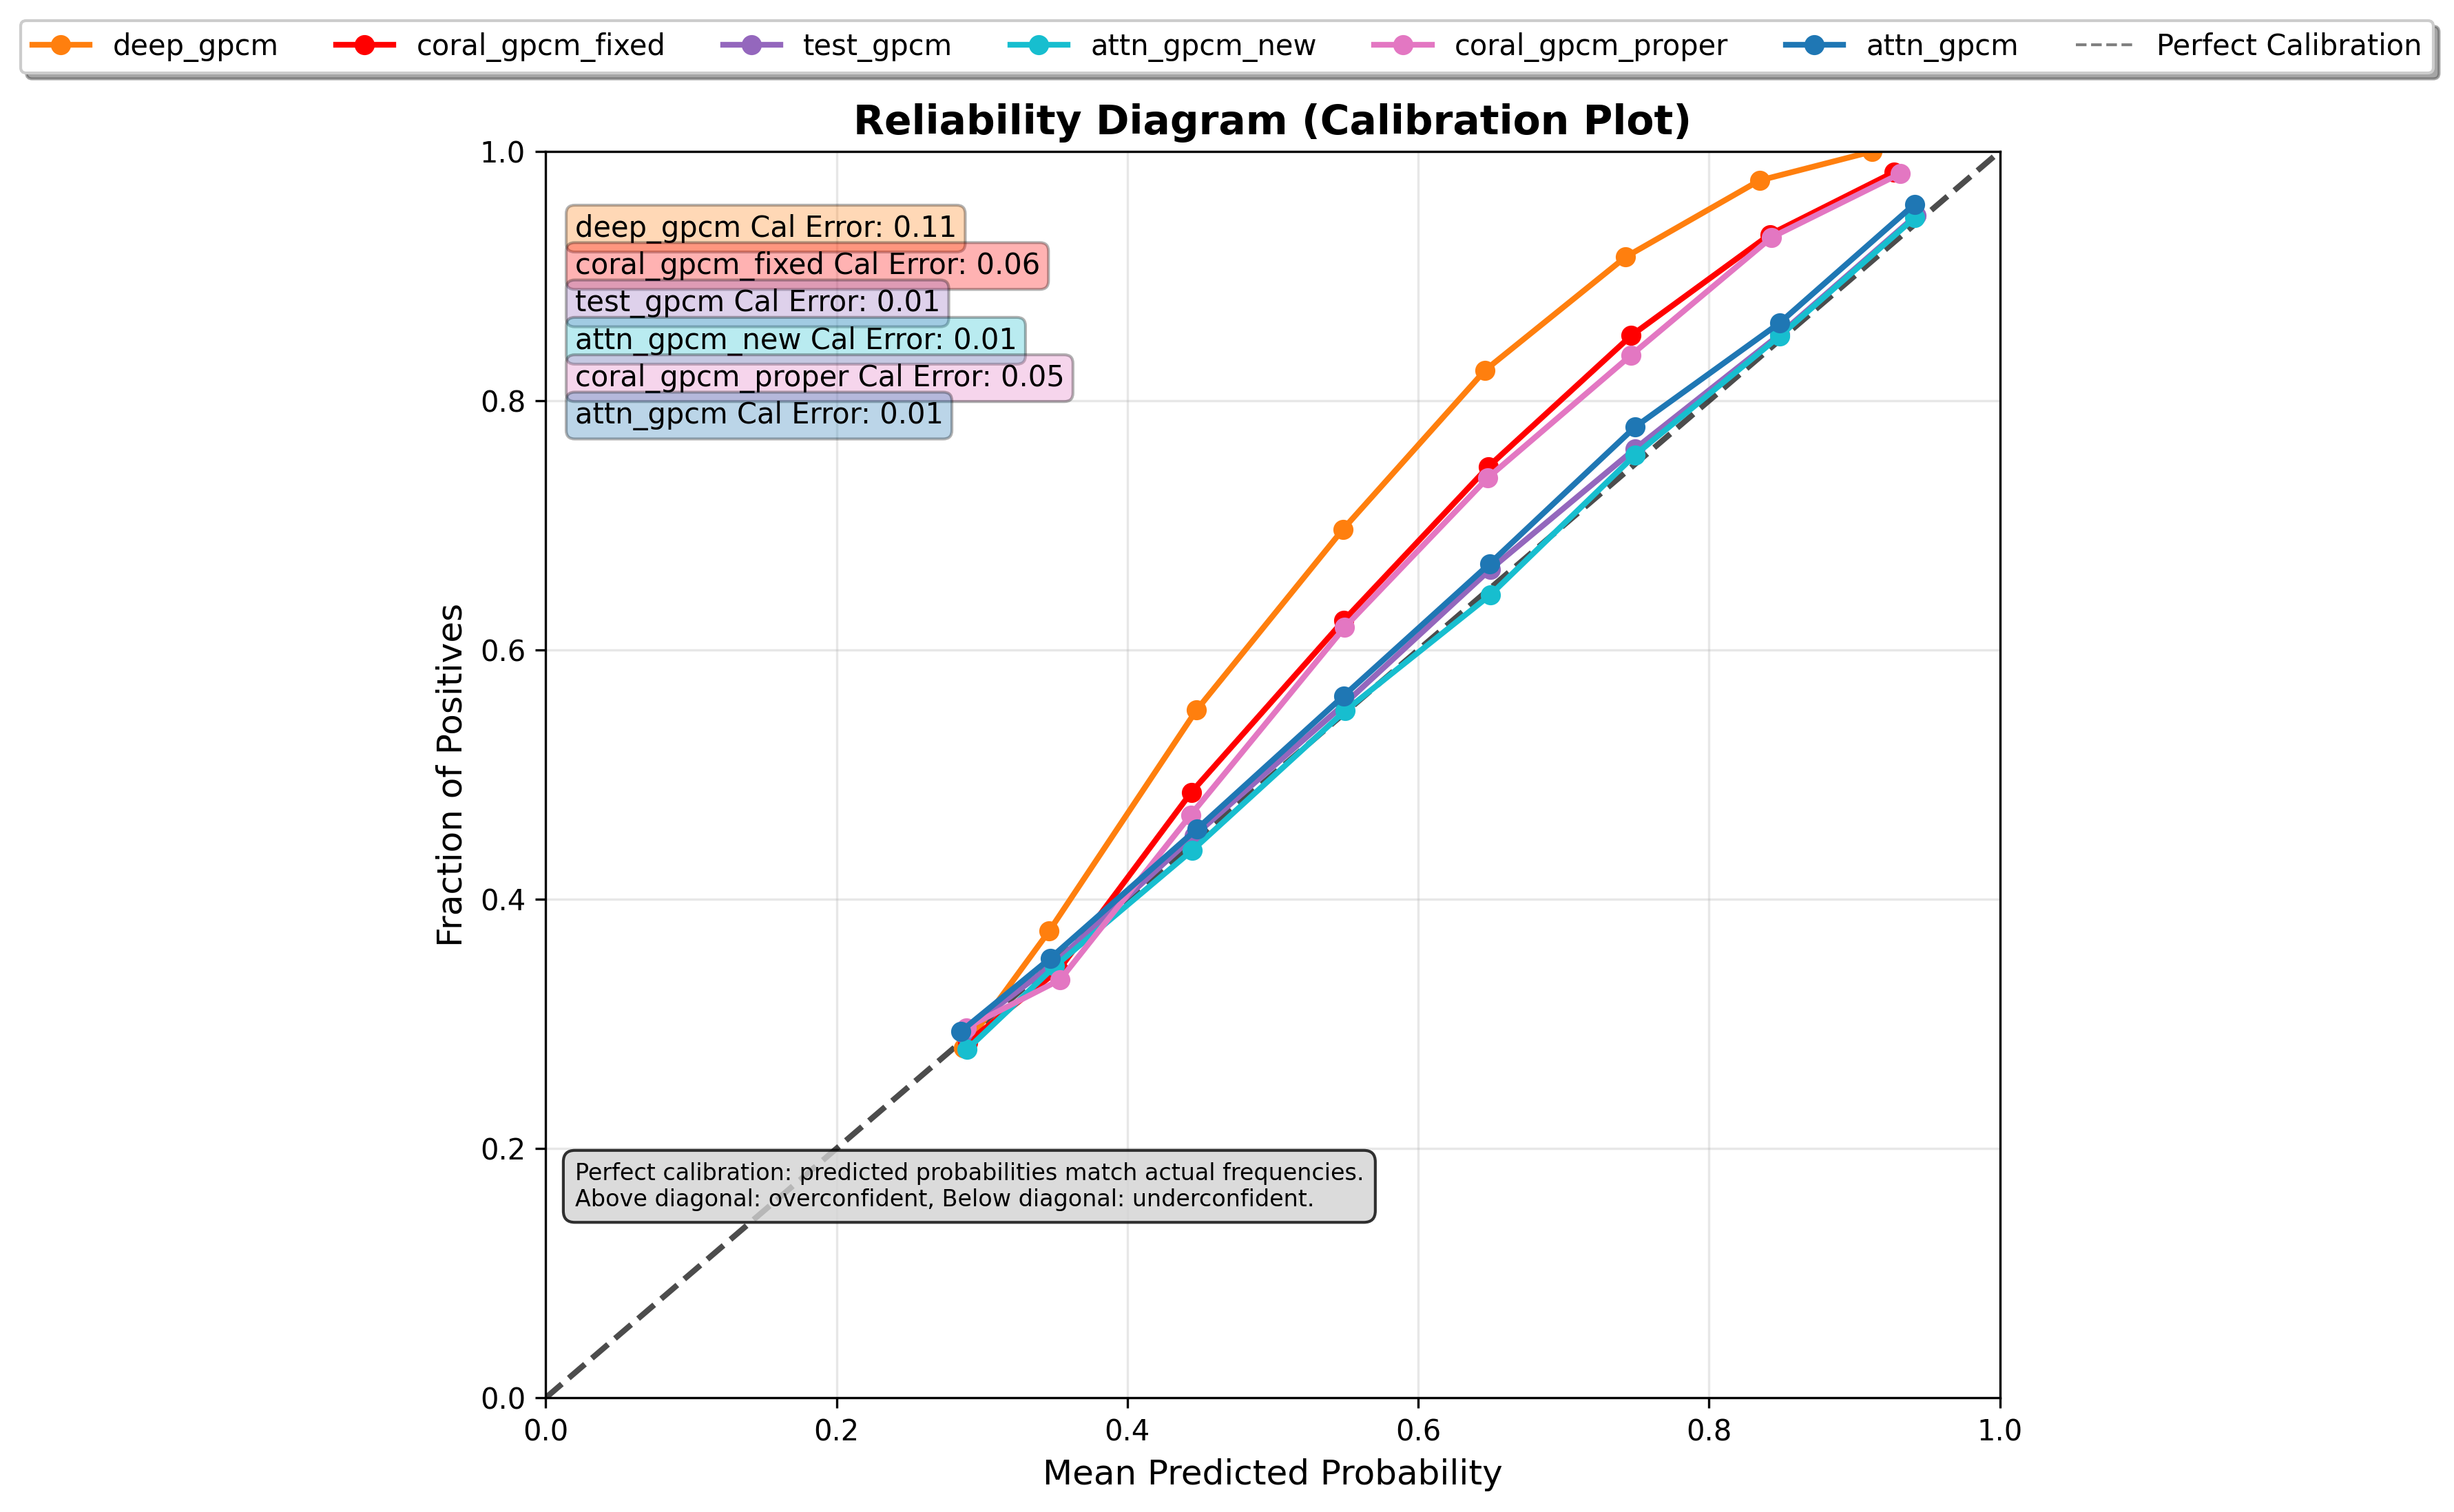 deep_gpcm coral_gpcm_fixed test_gpcm attn_gpcm_new coral_gpcm_proper attn_gpcm Perfect Calibration
Reliability Diagram (Calibration Plot)
1.0
deep_gpcm Cal Error: 0.11
coral_gpcm_fixed Cal Error: 0.06
test_gpcm Cal Error: 0.01
attn_gpcm_new Cal Error: 0.01
coral_gpcm_proper Cal Error: 0.05
attn_gpcm Cal Error: 0.01
0.8
0.6
Fraction of Positives
0.4
0.2
Perfect calibration: predicted probabilities match actual frequencies.
Above diagonal: overconfident, Below diagonal: underconfident.
0.0
0.0 0.2 0.4 0.6 0.8 1.0
Mean Predicted Probability